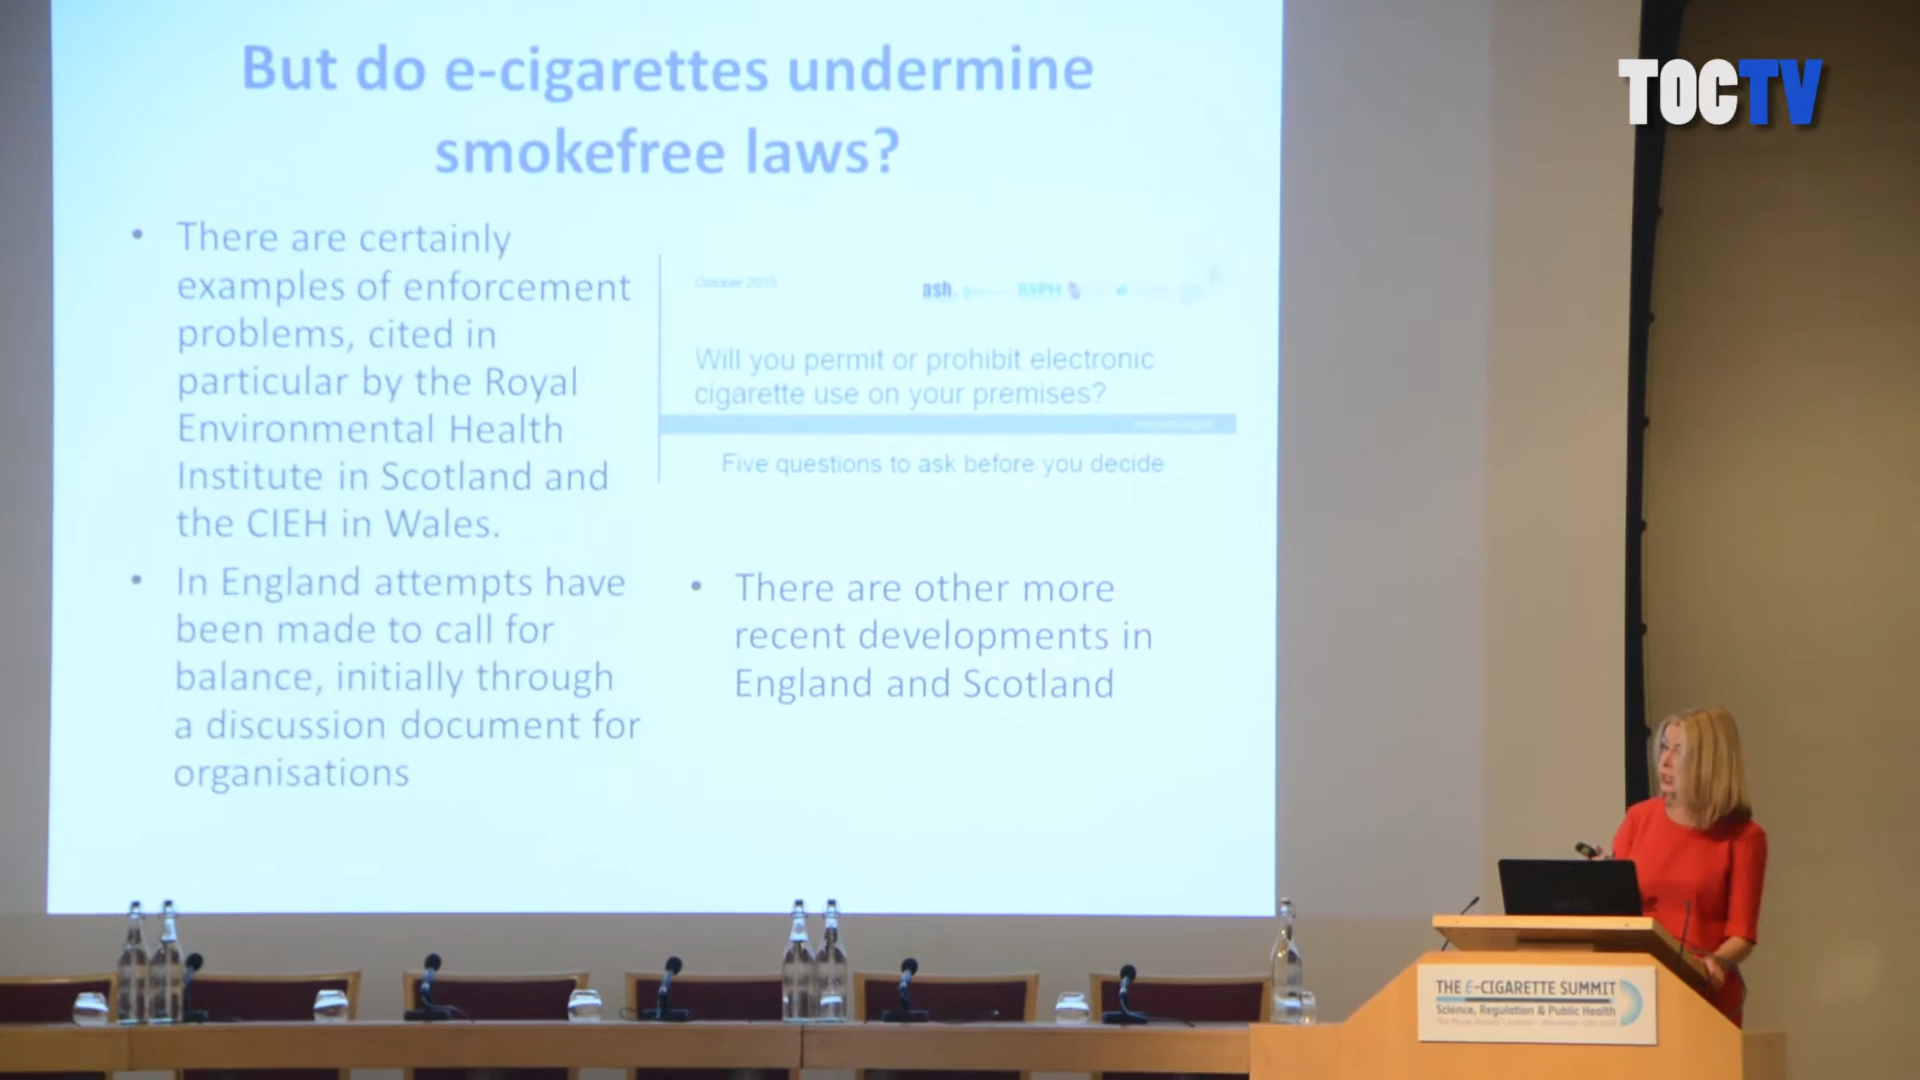 But do e-cigarettes undermine
smokefree laws?
TOCTV
• There are certainly
examples of enforcement
problems, cited in
particular by the Royal
Environmental Health
Institute in Scotland and
the CIEH in Wales.
• In England attempts have
been made to call for
balance, initially through
a discussion document for
organisations
October 2015
ash.
RSPH
Will you permit or prohibit electronic
cigarette use on your premises?
Five questions to ask before you decide
• There are other more
recent developments in
England and Scotland
THE E-CIGARETTE SUMMIT
Science, Regulation & Public Health